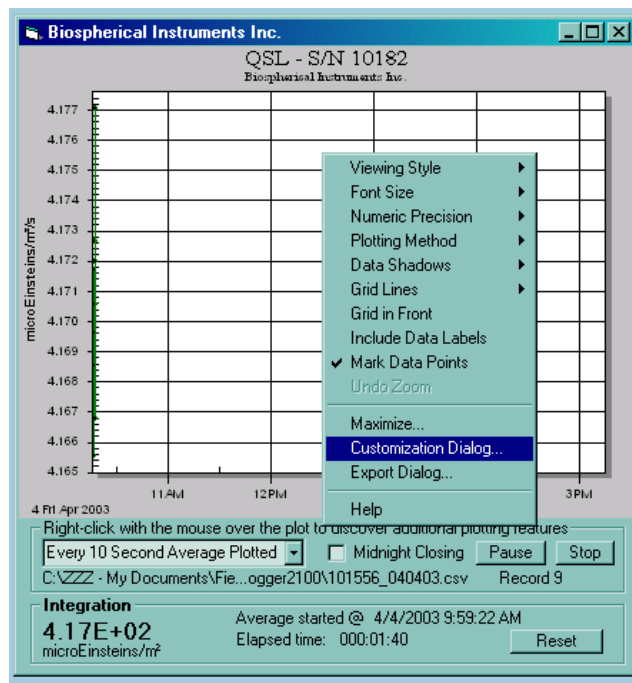 Biospherical Instruments Inc.
QSL - S/N 10182
Biospherical Instruments Inc.
4.177
4.176
4.175
4.174
4.173
4.172
4.171
4.170
4.169
4.168
4.167
4.166
4.165
microEinsteins/m²/s
Viewing Style
Font Size
Numeric Precision
Plotting Method
Data Shadows
Grid Lines
Grid in Front
Include Data Labels
Mark Data Points
Undo Zoom
Maximize...
Customization Dialog...
Export Dialog...
Help
11AM 12PM 3PM
4 Fri Apr 2003
Right-click with the mouse over the plot to discover additional plotting features
Every 10 Second Average Plotted Midnight Closing Pause Stop
C:\ZZZ - My Documents\Fie...ogger2100\101556_040403.csv Record 9
Integration
4.17E+02
microEinsteins/m²
Average started @ 4/4/2003 9:59:22 AM
Elapsed time: 000:01:40
Reset